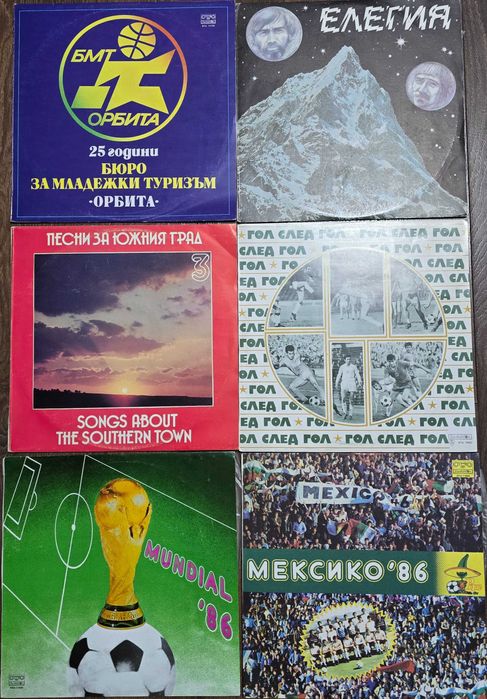 БМТ
ОРБИТА
25 години
БЮРО
ЗА МЛАДЕЖКИ ТУРИЗЪМ
·ОРБИТА·
ЕЛЕГИЯ
ПЕСНИ ЗА ЮЖНИЯ ГРАД
3
SONGS ABOUT
THE SOUTHERN TOWN
ГОЛ СЛЕД ГОЛ
MUNDIAL
'86
MEXIC
МЕКСИКО '86